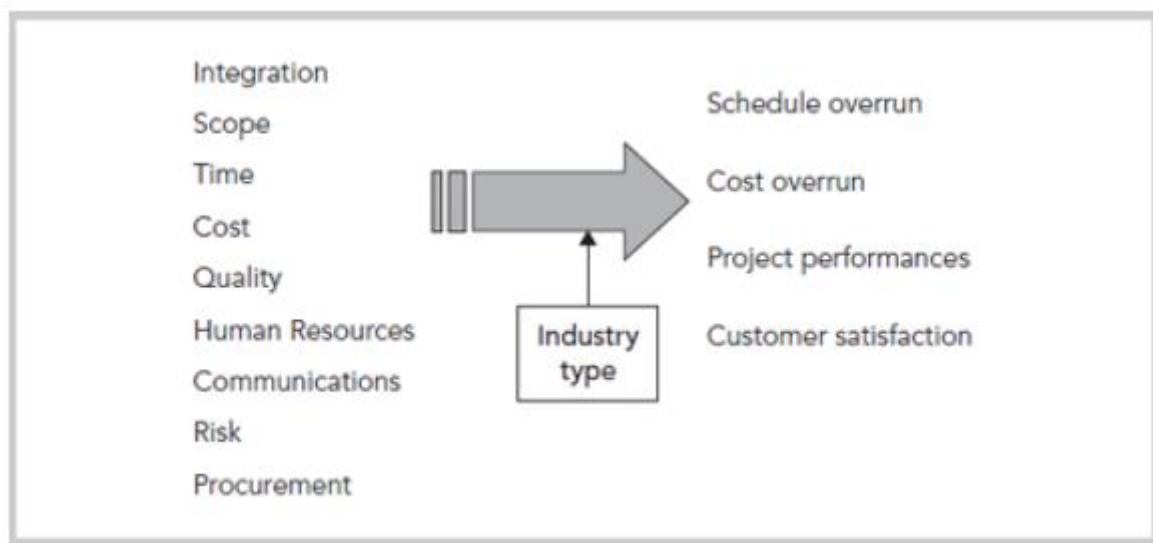 Integration
Scope
Time
Cost
Quality
Human Resources
Communications
Risk
Procurement
Industry
type
Schedule overrun
Cost overrun
Project performances
Customer satisfaction